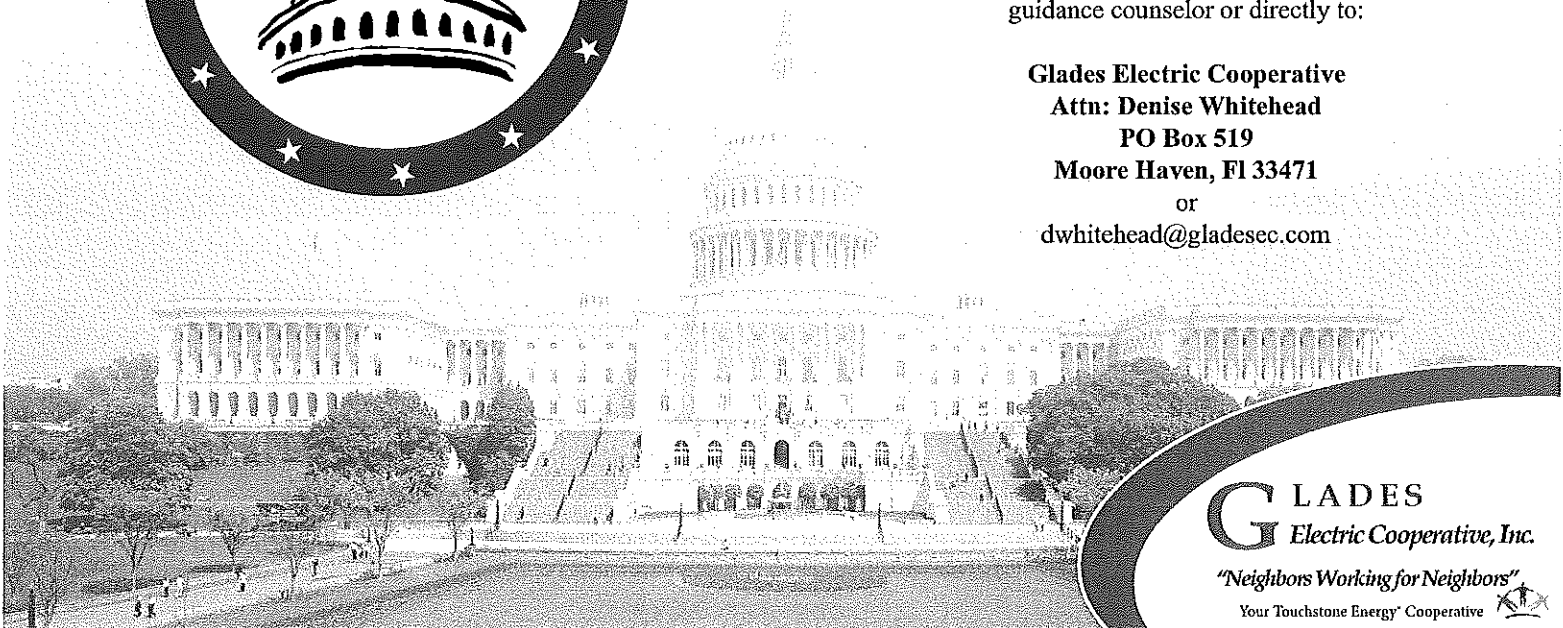 guidance counselor or directly to:
Glades Electric Cooperative
Attn: Denise Whitehead
PO Box 519
Moore Haven, Fl 33471
or
dwhitehead@gladesec.com
GLADES
Electric Cooperative, Inc.
"Neighbors Working for Neighbors"
Your Touchstone Energy® Cooperative